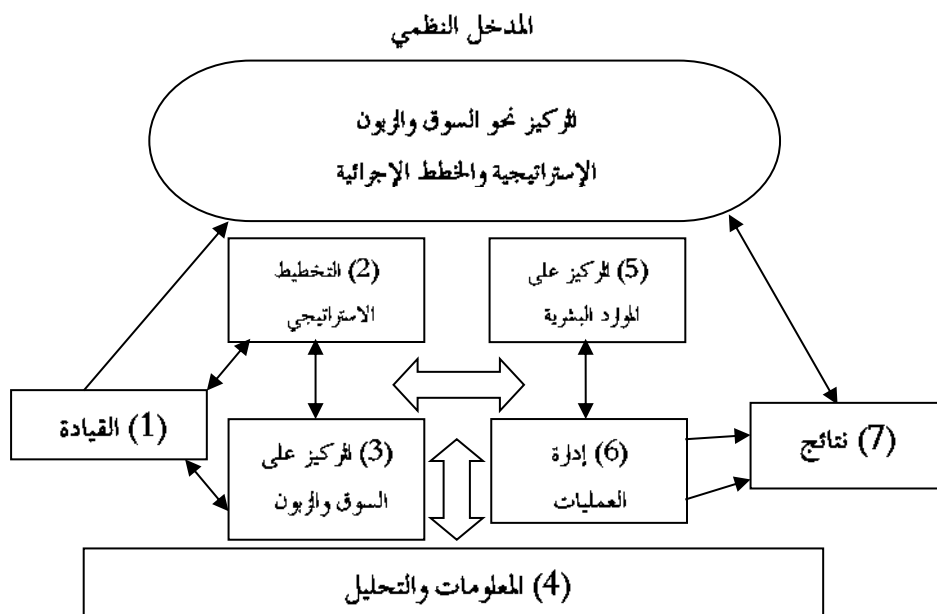 المدخل النظمي
التركيز نحو السوق والزبون
الإستراتيجية والخطط الإجرائية
(2) التخطيط
الاستراتيجي
(5) التركيز على
الموارد البشرية
(1) القيادة
(3) التركيز على
السوق والزبون
(6) إدارة
العمليات
(7) نتائج
(4) المعلومات والتحليل